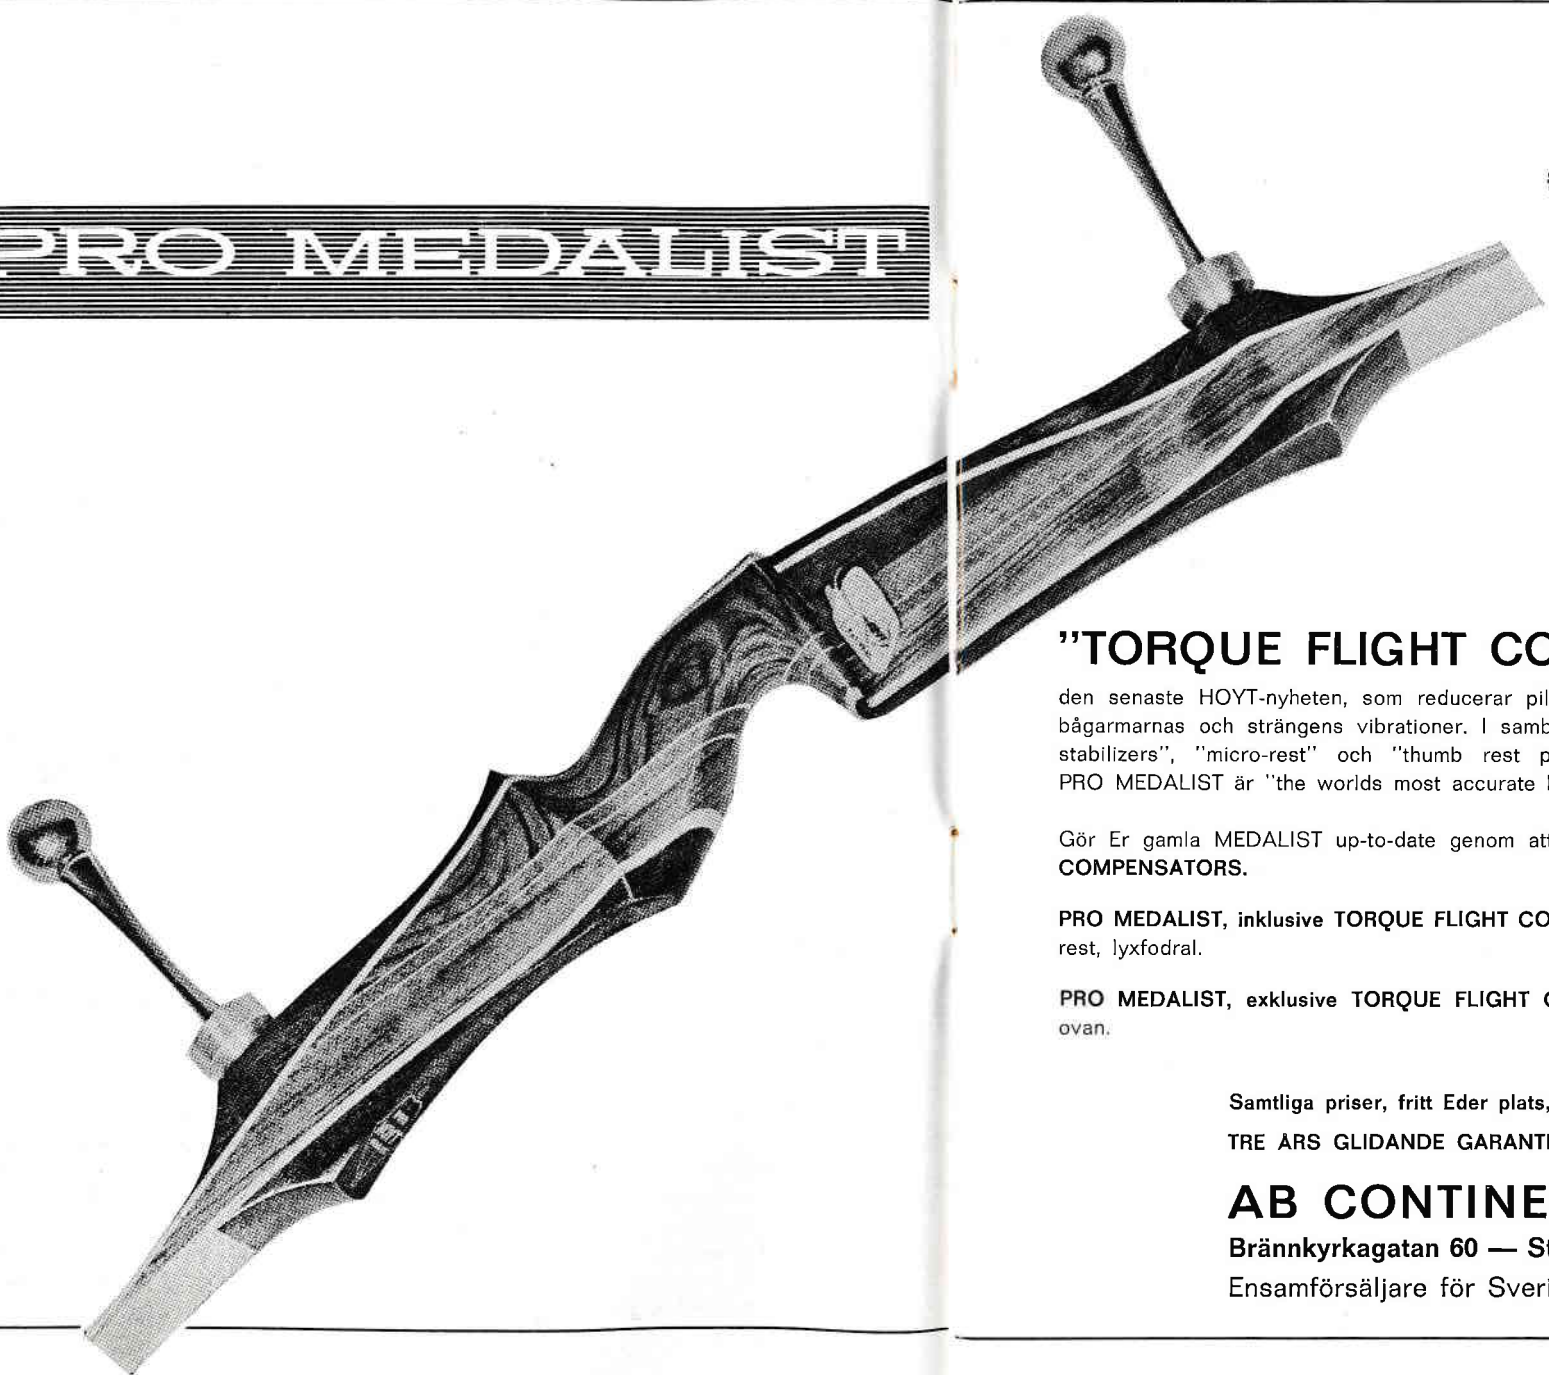 PRO MEDALIST
"TORQUE FLIGHT CO
den senaste HOYT-nyheten, som reducerar pil
bågarmarnas och strängens vibrationer. I samb
stabilizers", "micro-rest" och "thumb rest p
PRO MEDALIST är "the worlds most accurate
Gör Er gamla MEDALIST up-to-date genom att
COMPENSATORS.
PRO MEDALIST, inklusive TORQUE FLIGHT CO
rest, lyxfodral.
PRO MEDALIST, exklusive TORQUE FLIGHT
ovan.
Samtliga priser, fritt Eder plats,
TRE ÅRS GLIDANDE GARANTI
AB CONTINE
Brännkyrkagatan 60 — St
Ensamförsäljare för Sveri